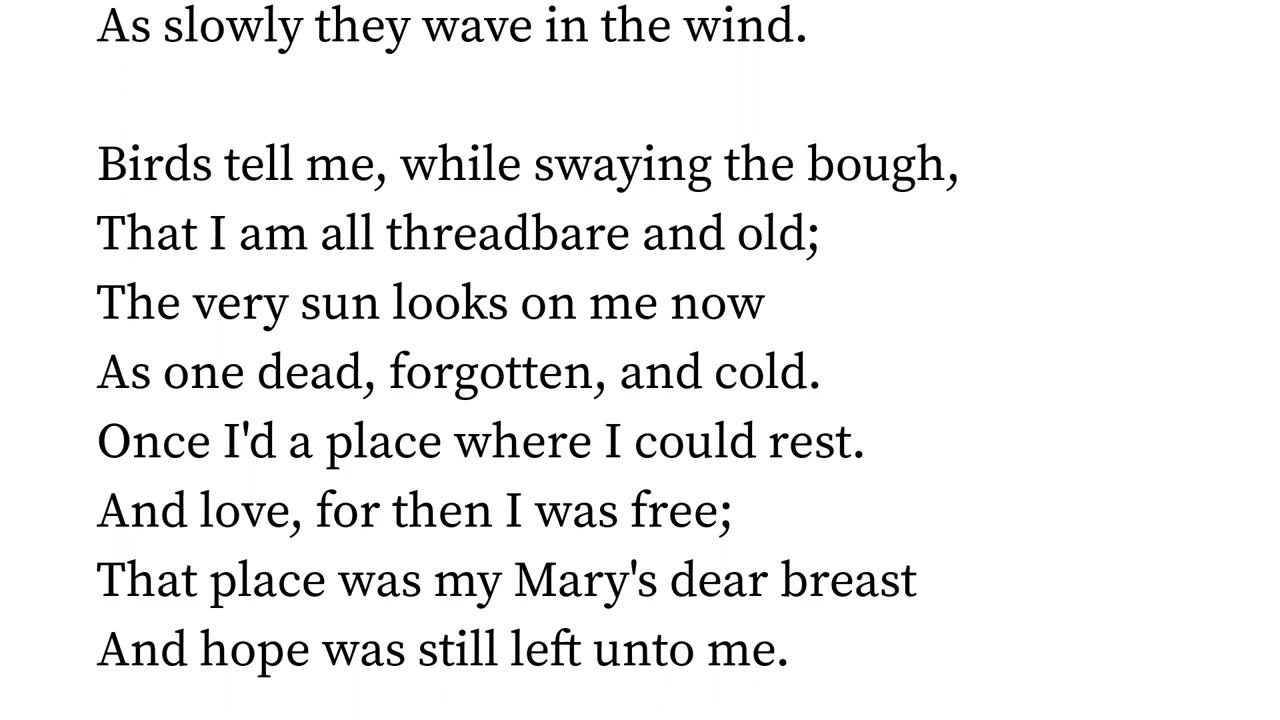 As slowly they wave in the wind.
Birds tell me, while swaying the bough,
That I am all threadbare and old;
The very sun looks on me now
As one dead, forgotten, and cold.
Once I'd a place where I could rest.
And love, for then I was free;
That place was my Mary's dear breast
And hope was still left unto me.